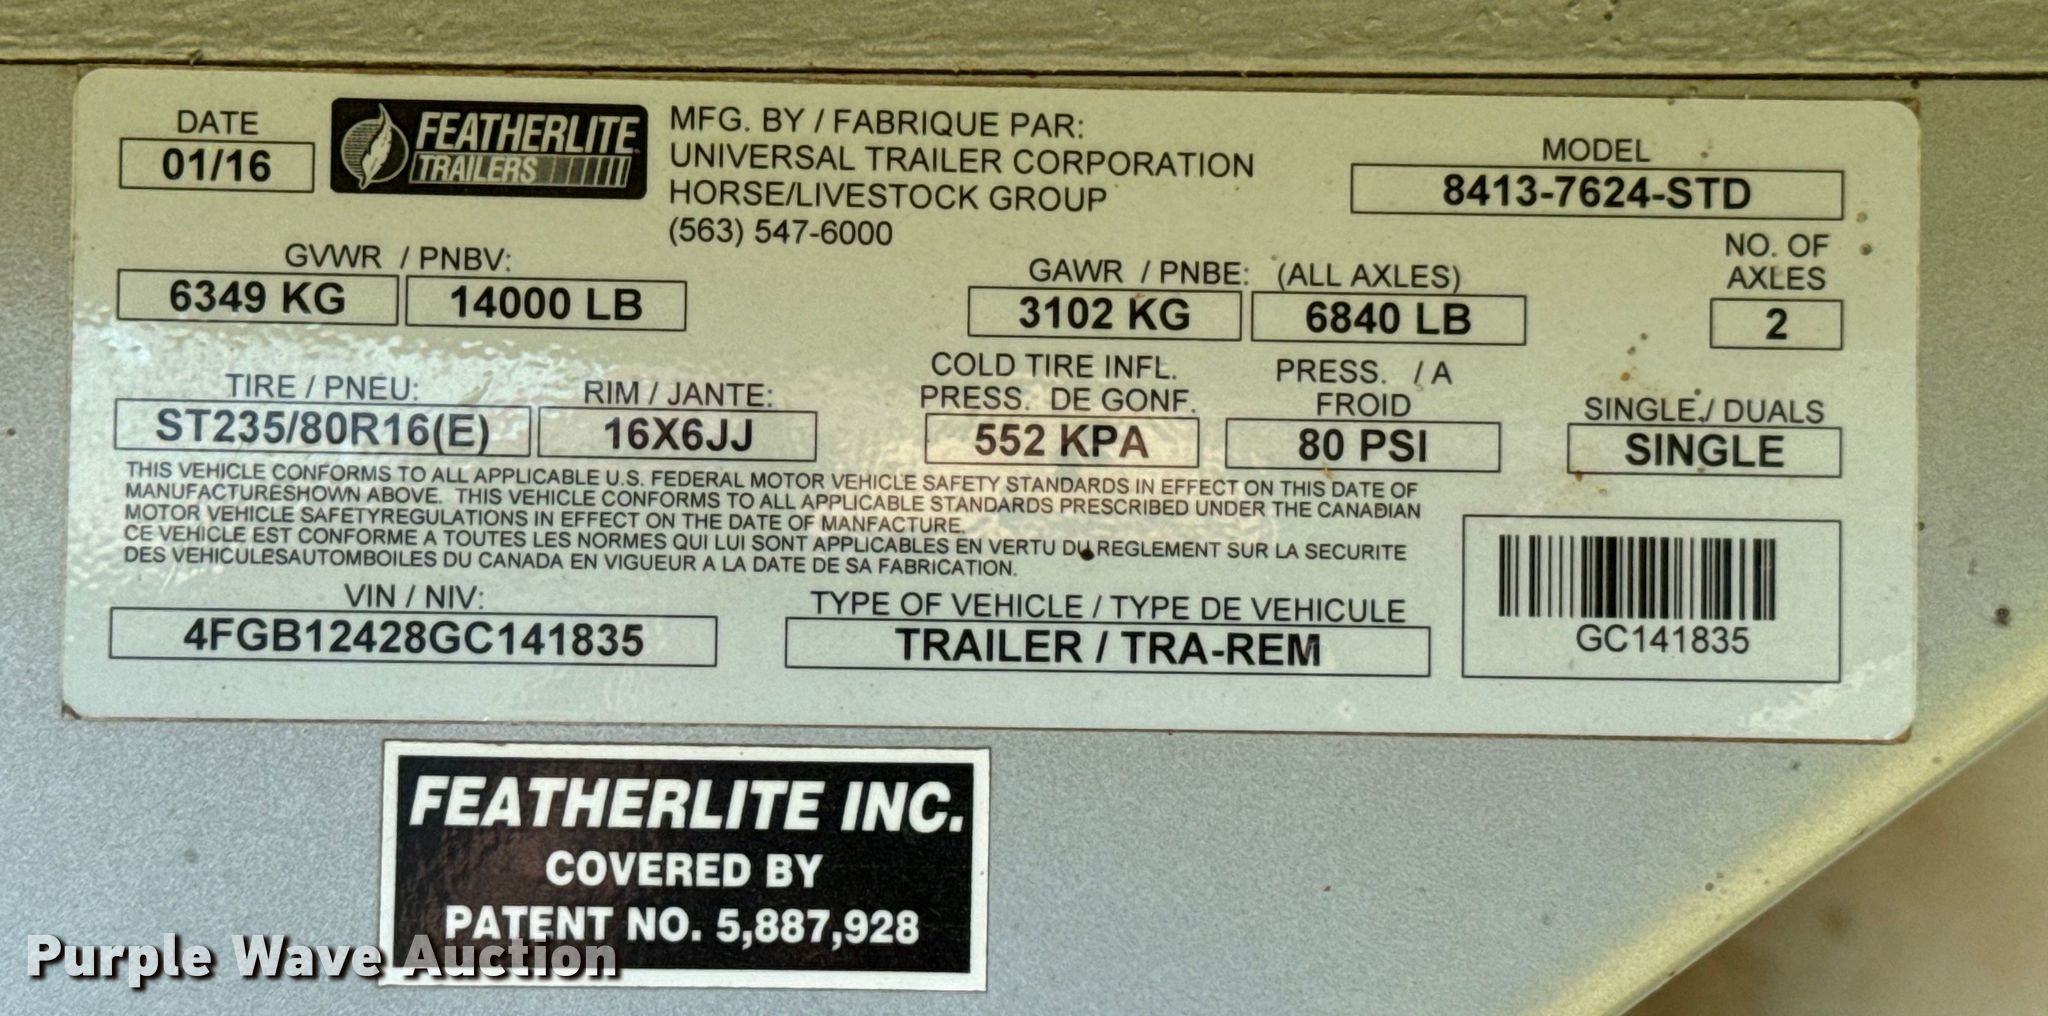 DATE
01/16
FEATHERLITE
TRAILERS
MFG. BY / FABRIQUE PAR:
UNIVERSAL TRAILER CORPORATION
HORSE/LIVESTOCK GROUP
(563) 547-6000
MODEL
8413-7624-STD
GVWR / PNBV:
6349 KG 14000 LB
GAWR / PNBE: (ALL AXLES)
3102 KG 6840 LB
NO. OF
AXLES
2
TIRE / PNEU:
ST235/80R16(E)
RIM / JANTE:
16X6JJ
COLD TIRE INFL. PRESS. / A
PRESS. DE GONF. FROID
552 KPA 80 PSI
SINGLE / DUALS
SINGLE
THIS VEHICLE CONFORMS TO ALL APPLICABLE U.S. FEDERAL MOTOR VEHICLE SAFETY STANDARDS IN EFFECT ON THIS DATE OF
MANUFACTURESHOWN ABOVE. THIS VEHICLE CONFORMS TO ALL APPLICABLE STANDARDS PRESCRIBED UNDER THE CANADIAN
MOTOR VEHICLE SAFETYREGULATIONS IN EFFECT ON THE DATE OF MANFACTURE.
CE VEHICLE EST CONFORME A TOUTES LES NORMES QUI LUI SONT APPLICABLES EN VERTU DU REGLEMENT SUR LA SECURITE
DES VEHICULESAUTOMBOILES DU CANADA EN VIGUEUR A LA DATE DE SA FABRICATION.
VIN / NIV:
4FGB12428GC141835
TYPE OF VEHICLE / TYPE DE VEHICULE
TRAILER / TRA-REM
GC141835
FEATHERLITE INC.
COVERED BY
PATENT NO. 5,887,928
Purple Wave Auction